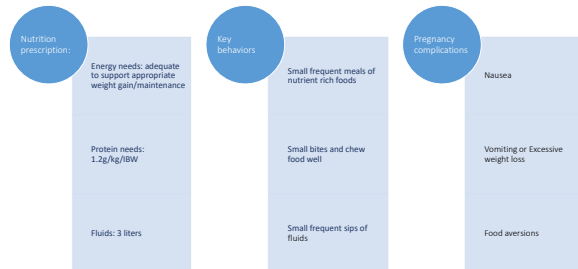 Nutrition
prescription:
Energy needs: adequate
to support appropriate
weight gain/maintenance
Protein needs:
1.2g/kg/IBW
Fluids: 3 liters
Key
behaviors
Small frequent meals of
nutrient rich foods
Small bites and chew
food well
Small frequent sips of
fluids
Pregnancy
complications
Nausea
Vomiting or Excessive
weight loss
Food aversions